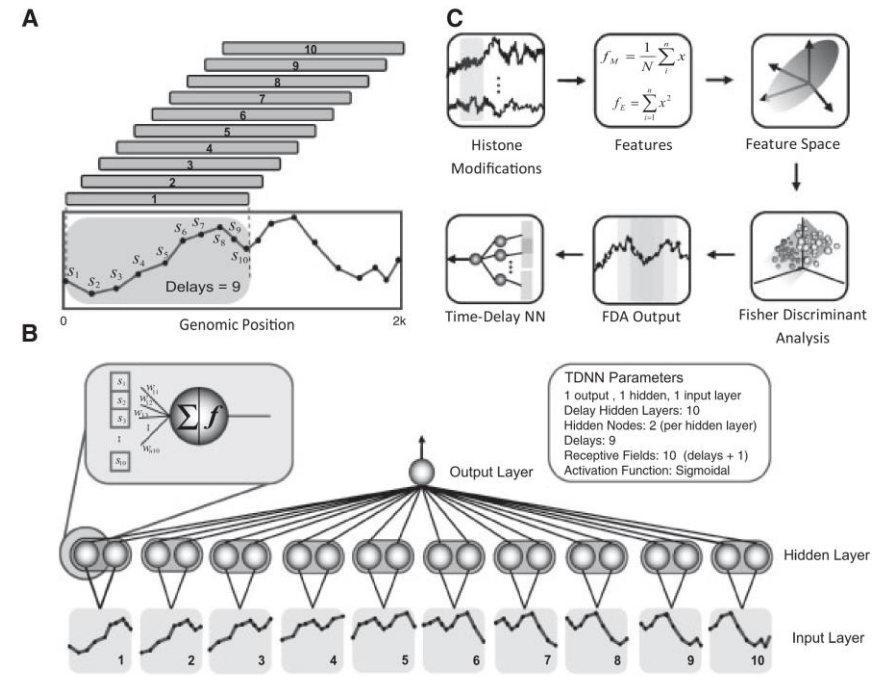 A
10
9
8
7
6
5
4
3
2
1
S1
S2
S3
S4
S5
S6
S7
S8
S9
S10
Delays = 9
0
Genomic Position
2k
C
f_M = 1/N ∑ i n x
f_E = ∑ i=1 n x²
Histone
Modifications
Features
Feature Space
Time-Delay NN
FDA Output
Fisher Discriminant
Analysis
B
S1
S2
S3
S10
w11
w12
w13
wn10
Σ f
TDNN Parameters
1 output , 1 hidden, 1 input layer
Delay Hidden Layers: 10
Hidden Nodes: 2 (per hidden layer)
Delays: 9
Receptive Fields: 10 (delays + 1)
Activation Function: Sigmoidal
Output Layer
Hidden Layer
Input Layer
1
2
3
4
5
6
7
8
9
10